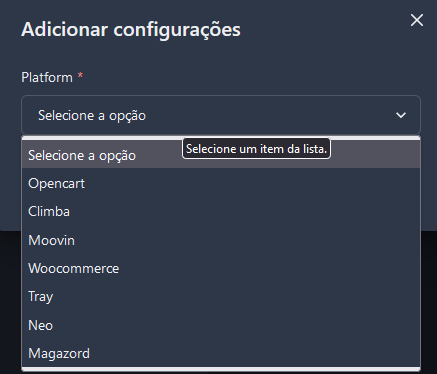 Adicionar configurações
Platform *
Selecione a opção
Selecione um item da lista.
Selecione a opção
Opencart
Climba
Moovin
Woocommerce
Tray
Neo
Magazord